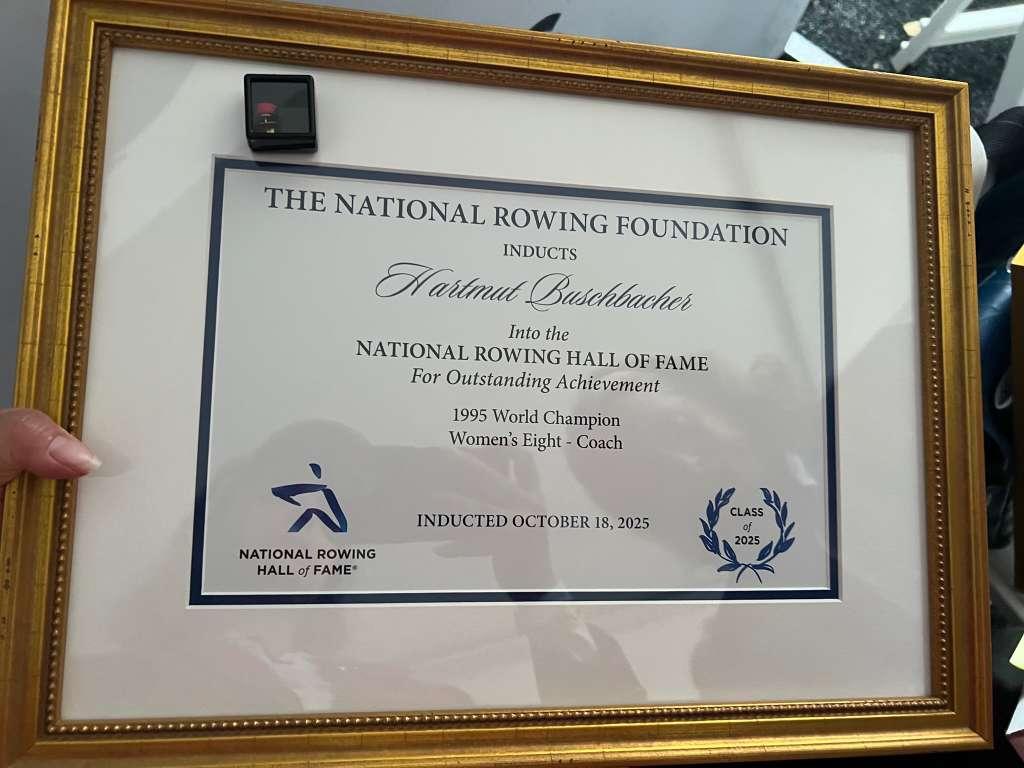 THE NATIONAL ROWING FOUNDATION
INDUCTS
Hartmut Buschbacher
Into the
NATIONAL ROWING HALL OF FAME
For Outstanding Achievement
1995 World Champion
Women's Eight - Coach
INDUCTED OCTOBER 18, 2025
NATIONAL ROWING
HALL of FAME®
CLASS
of
2025